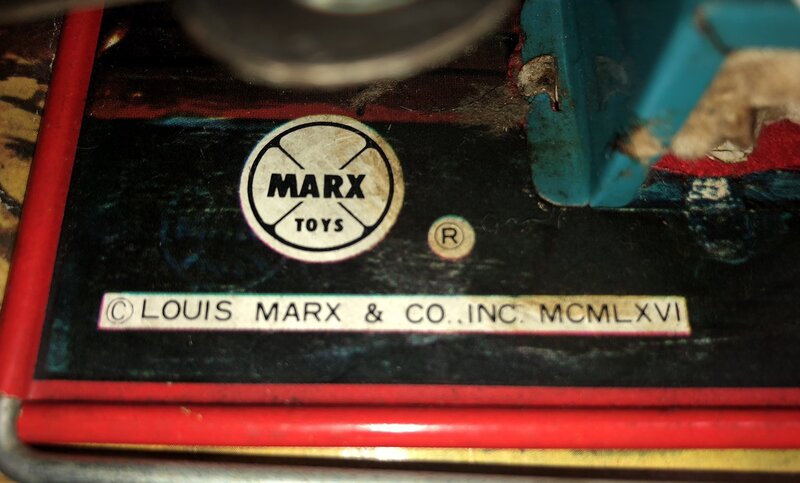 MARX
TOYS
®
© LOUIS MARX & CO., INC. MCMLXVI